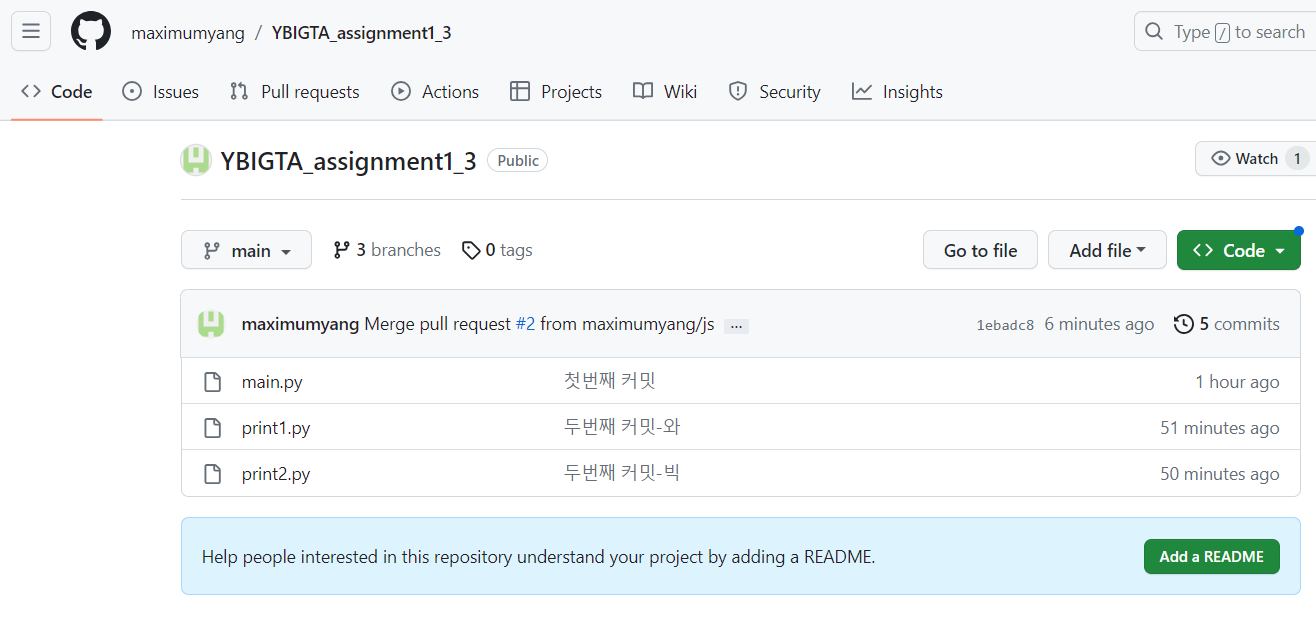 maximumyang / YBIGTA_assignment1_3
Type / to search
Code Issues Pull requests Actions Projects Wiki Security Insights
YBIGTA_assignment1_3 Public
Watch 1
main 3 branches 0 tags
Go to file Add file Code
maximumyang Merge pull request #2 from maximumyang/js ... 1ebadc8 6 minutes ago 5 commits
main.py 첫번째 커밋 1 hour ago
print1.py 두번째 커밋-와 51 minutes ago
print2.py 두번째 커밋-빅 50 minutes ago
Help people interested in this repository understand your project by adding a README.
Add a README